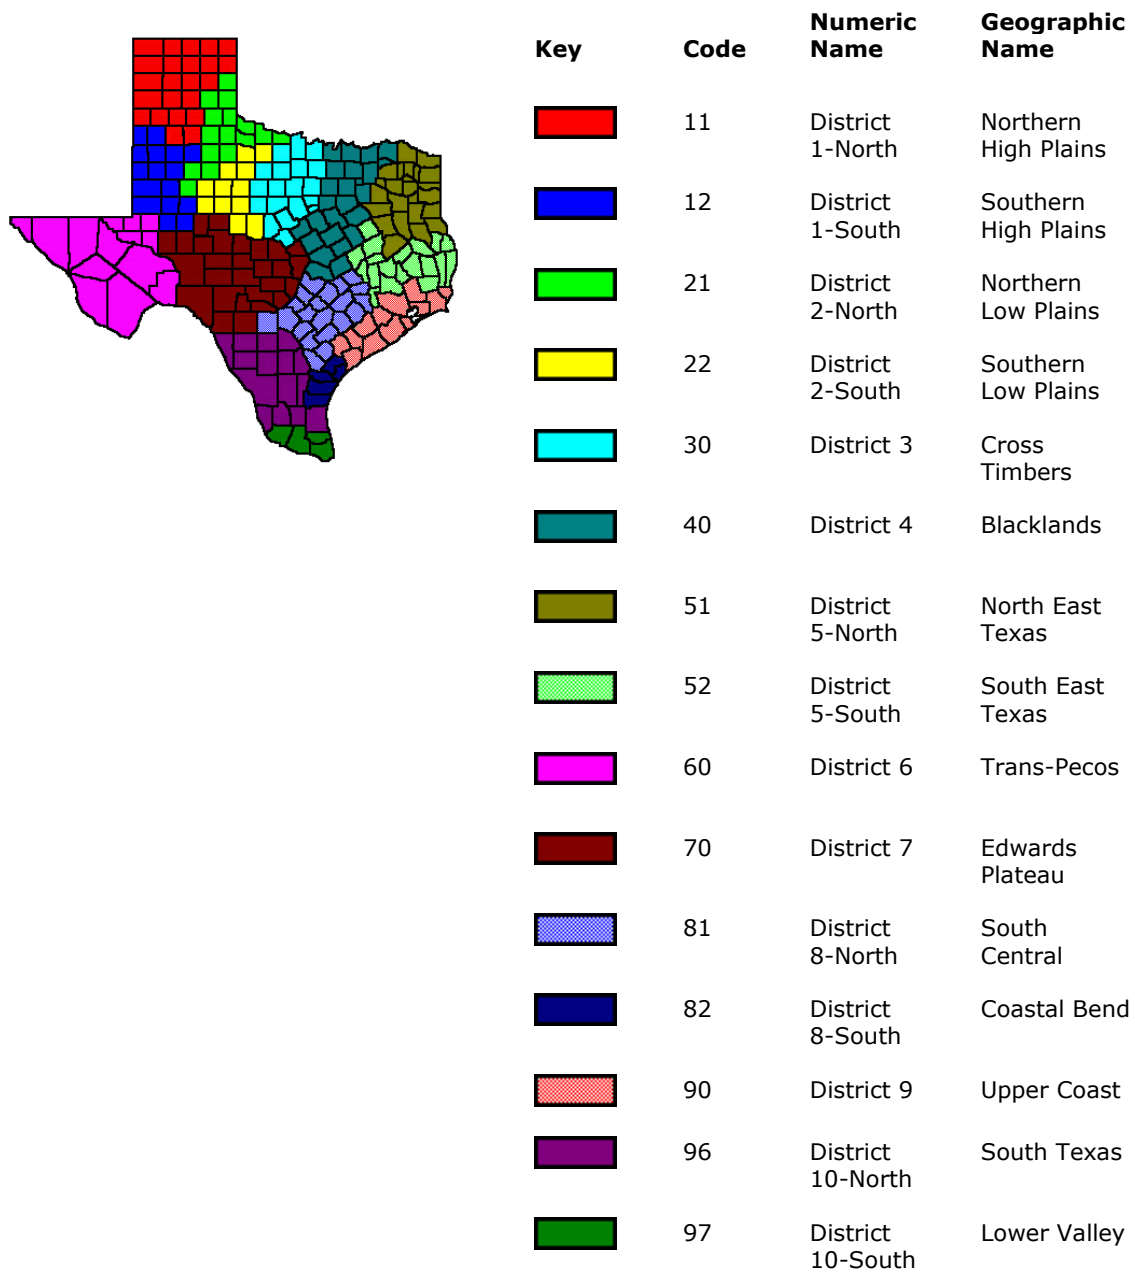 Key Code Numeric Name Geographic Name
11 District 1-North Northern High Plains
12 District 1-South Southern High Plains
21 District 2-North Northern Low Plains
22 District 2-South Southern Low Plains
30 District 3 Cross Timbers
40 District 4 Blacklands
51 District 5-North North East Texas
52 District 5-South South East Texas
60 District 6 Trans-Pecos
70 District 7 Edwards Plateau
81 District 8-North South Central
82 District 8-South Coastal Bend
90 District 9 Upper Coast
96 District 10-North South Texas
97 District 10-South Lower Valley